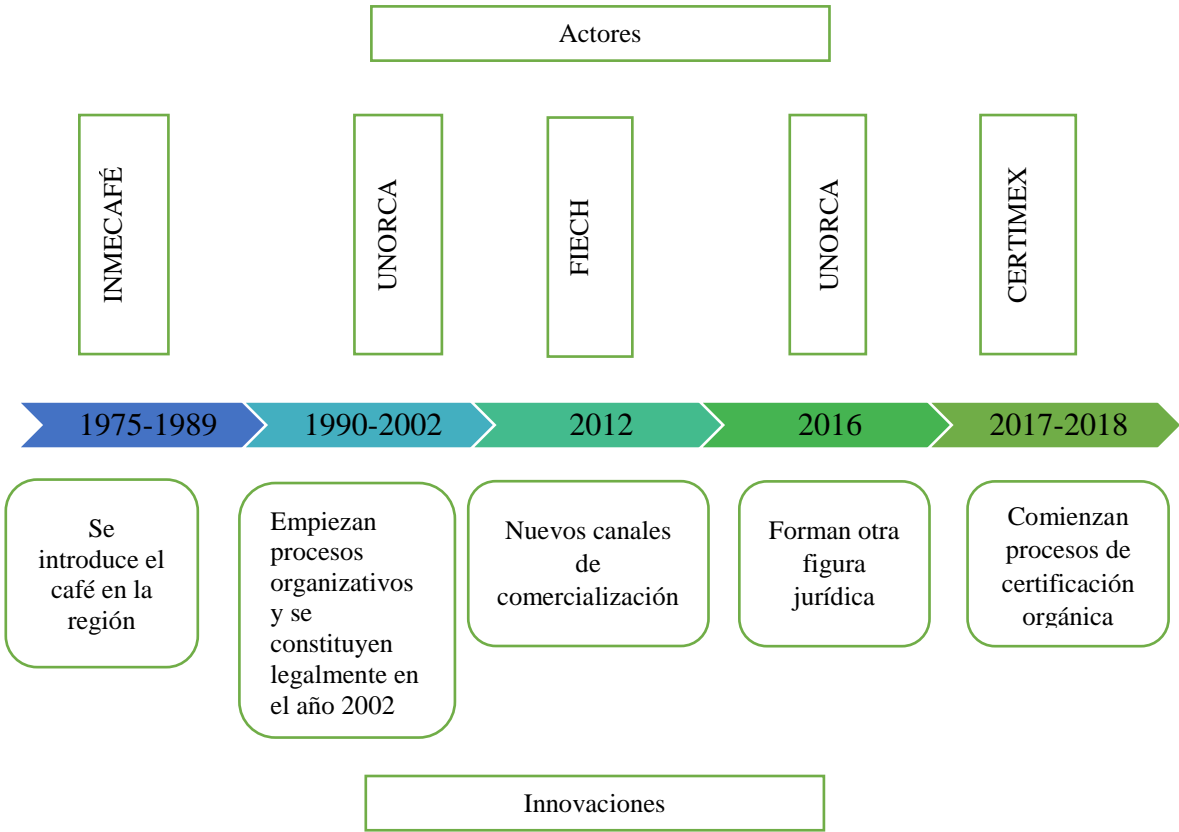 Actores
INMECAFÉ
UNORCA
FIECH
UNORCA
CERTIMEX
1975-1989
1990-2002
2012
2016
2017-2018
Se
introduce el
café en la
región
Empiezan
procesos
organizativos
y se
constituyen
legalmente en
el año 2002
Nuevos canales
de
comercialización
Forman otra
figura
jurídica
Comienzan
procesos de
certificación
orgánica
Innovaciones